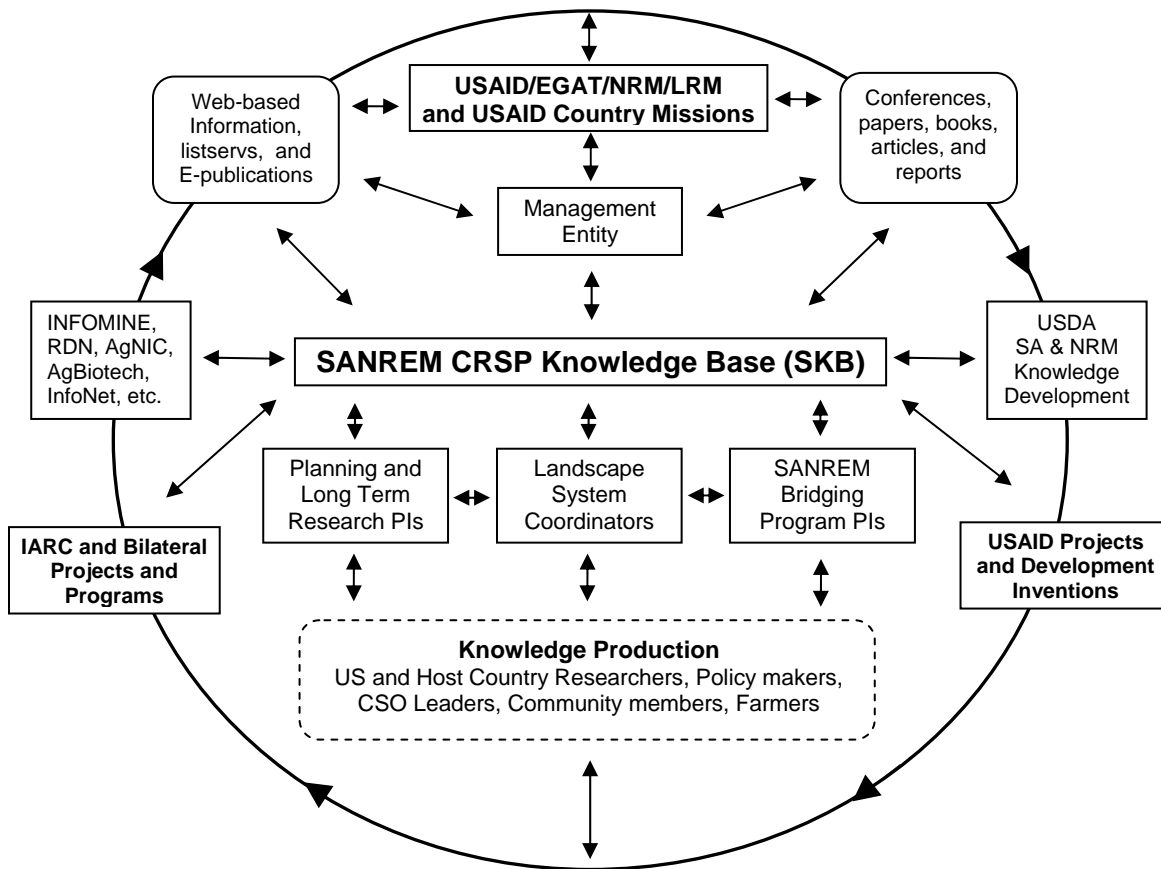 USAID/EGAT/NRM/LRM
and USAID Country Missions
Web-based
Information,
listservs, and
E-publications
Conferences,
papers, books,
articles, and
reports
Management
Entity
INFOMINE,
RDN, AgNIC,
AgBiotech,
InfoNet, etc.
SANREM CRSP Knowledge Base (SKB)
USDA
SA & NRM
Knowledge
Development
Planning and
Long Term
Research PIs
Landscape
System
Coordinators
SANREM
Bridging
Program PIs
IARC and Bilateral
Projects and
Programs
USAID Projects
and Development
Inventions
Knowledge Production
US and Host Country Researchers, Policy makers,
CSO Leaders, Community members, Farmers